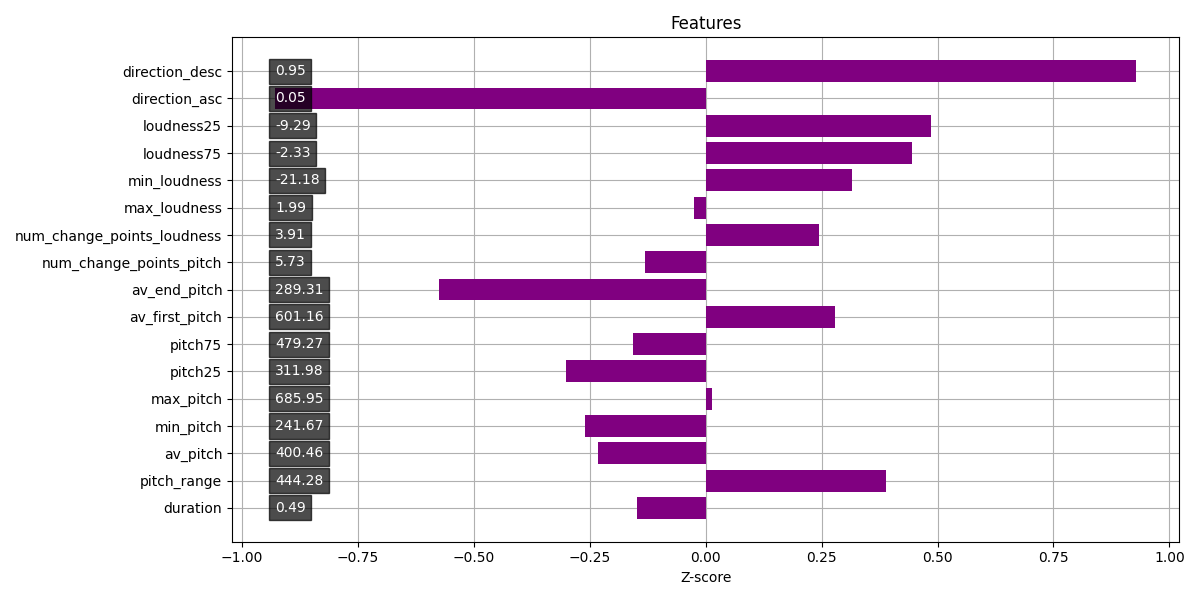 Features
direction_desc 0.95
direction_asc 0.05
loudness25 -9.29
loudness75 -2.33
min_loudness -21.18
max_loudness 1.99
num_change_points_loudness 3.91
num_change_points_pitch 5.73
av_end_pitch 289.31
av_first_pitch 601.16
pitch75 479.27
pitch25 311.98
max_pitch 685.95
min_pitch 241.67
av_pitch 400.46
pitch_range 444.28
duration 0.49
−1.00 −0.75 −0.50 −0.25 0.00 0.25 0.50 0.75 1.00
Z-score